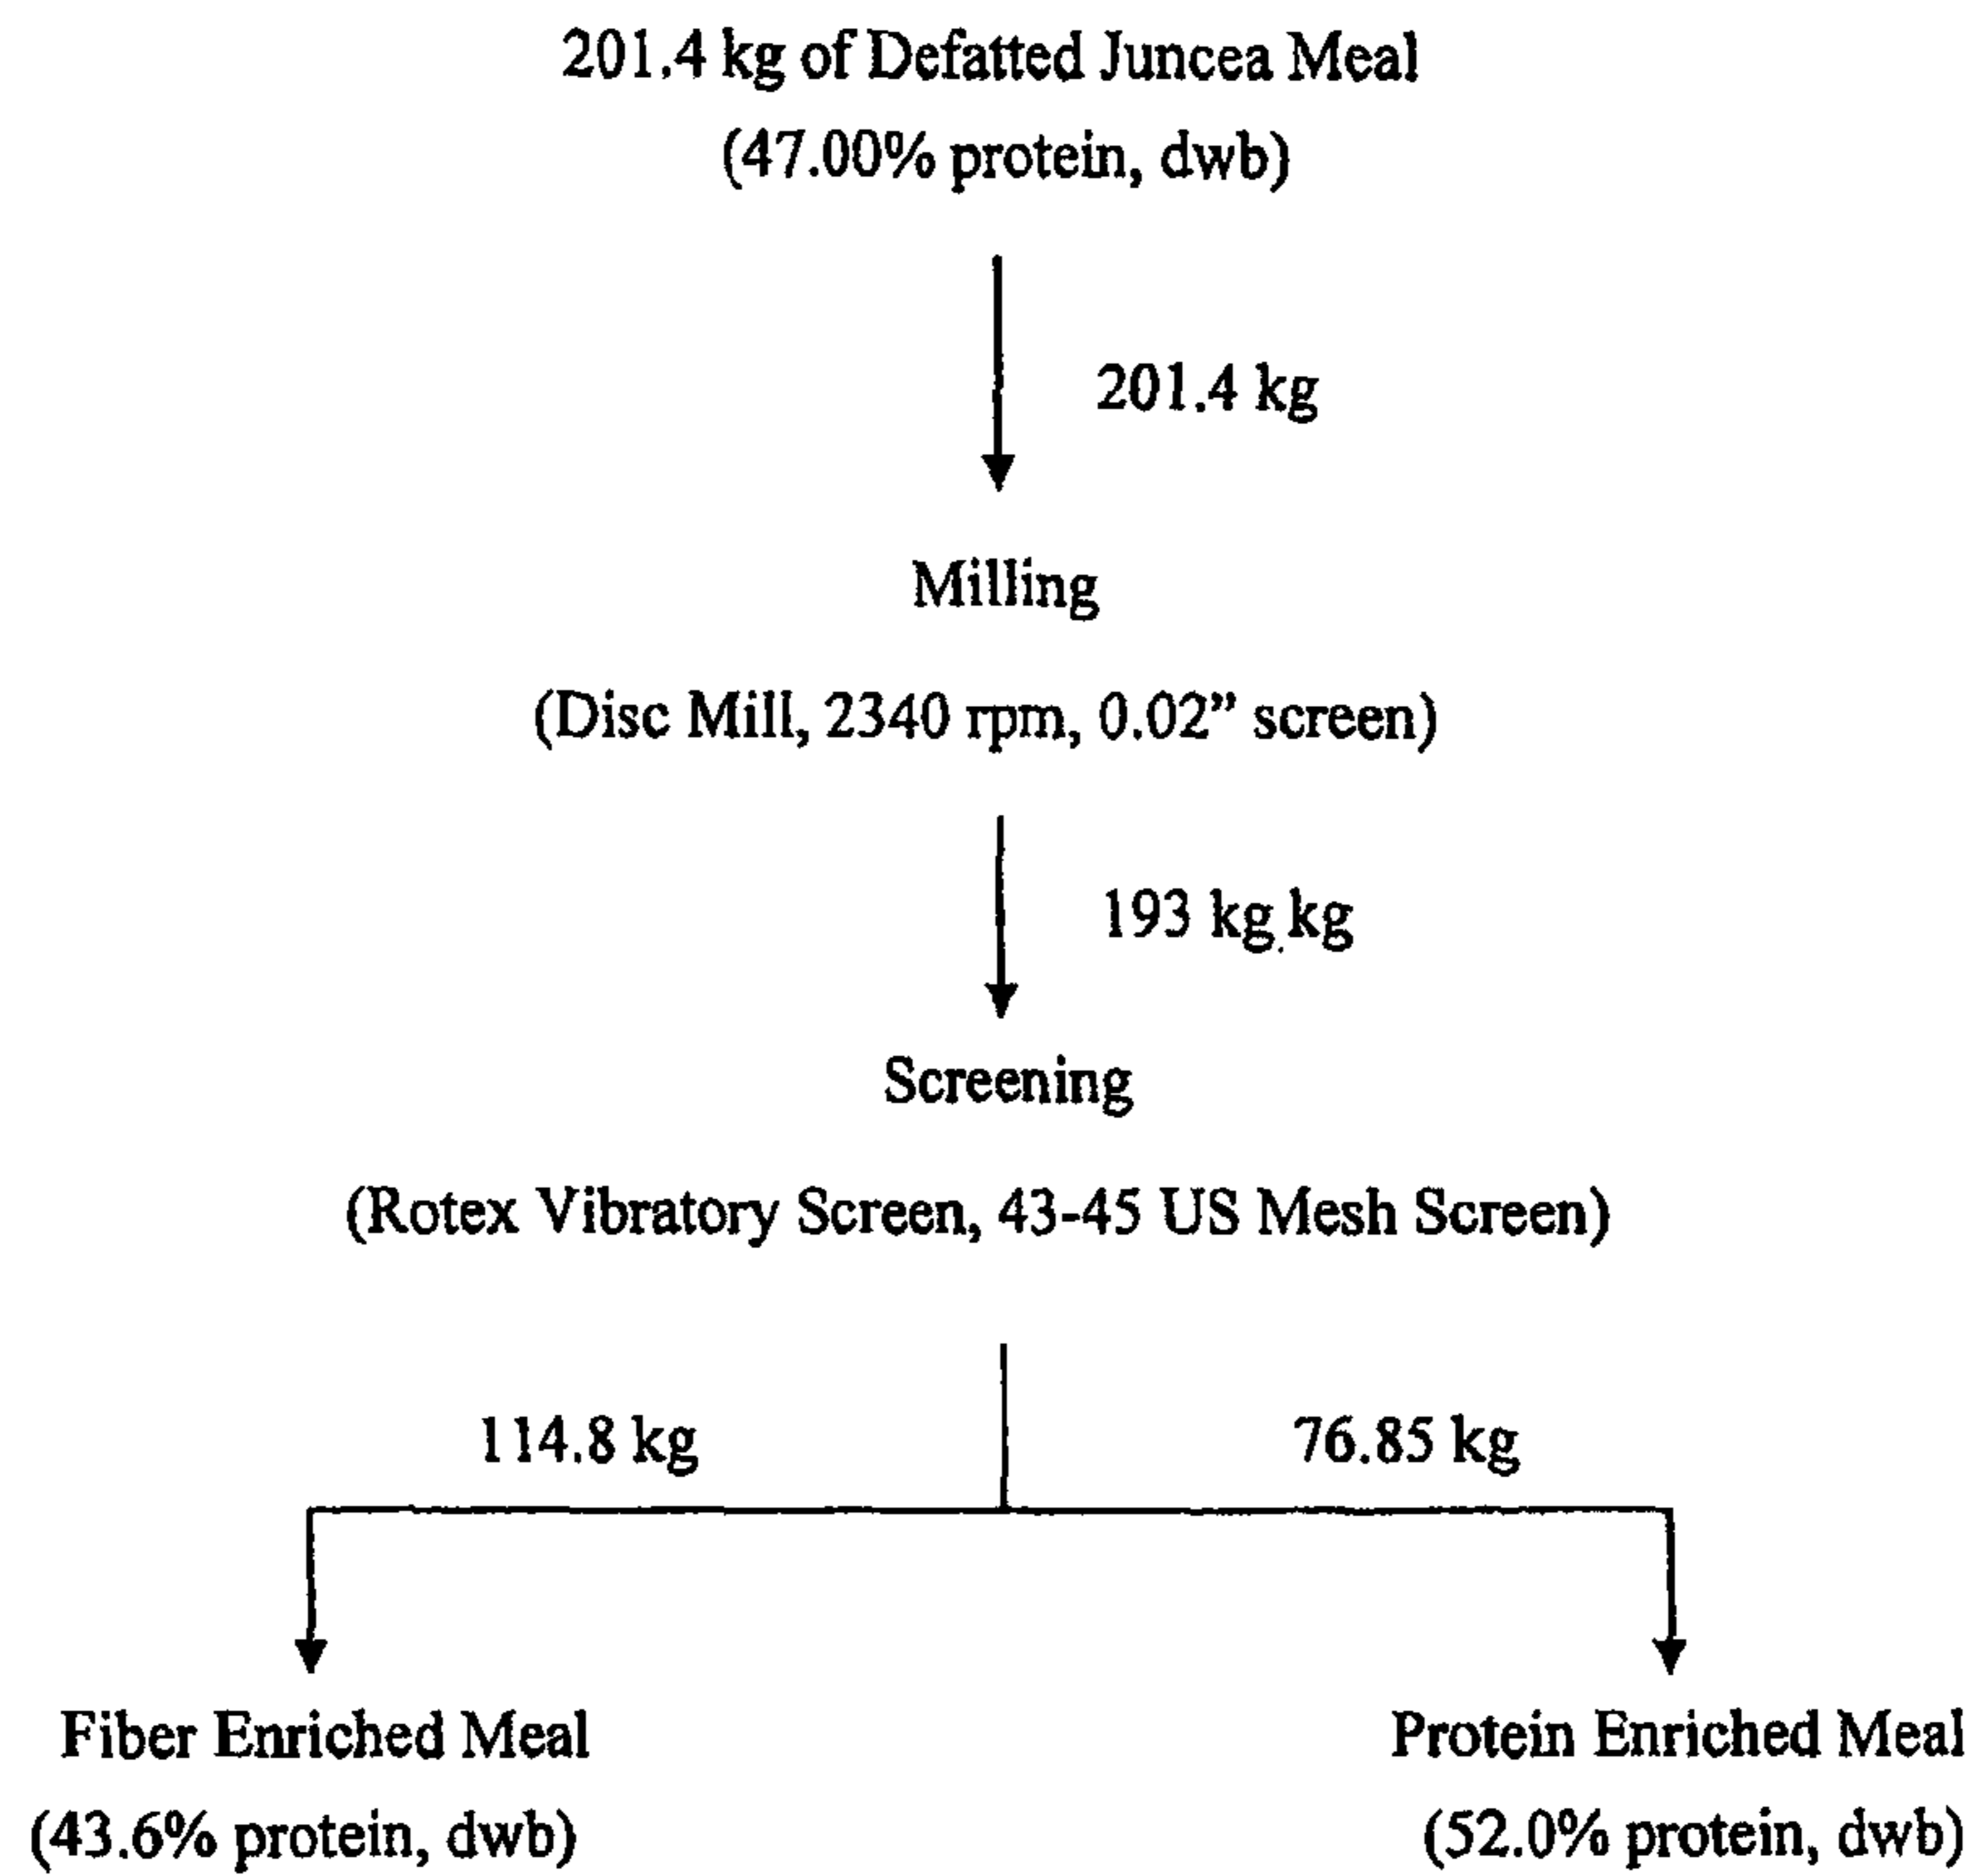 201.4 kg of Defatted Juncea Meal
(47.00% protein, dwb)
201.4 kg
Milling
(Disc Mill, 2340 rpm, 0.02” screen)
193 kg kg
Screening
(Rotex Vibratory Screen, 43-45 US Mesh Screen)
114.8 kg
76.85 kg
Fiber Enriched Meal
(43.6% protein, dwb)
Protein Enriched Meal
(52.0% protein, dwb)